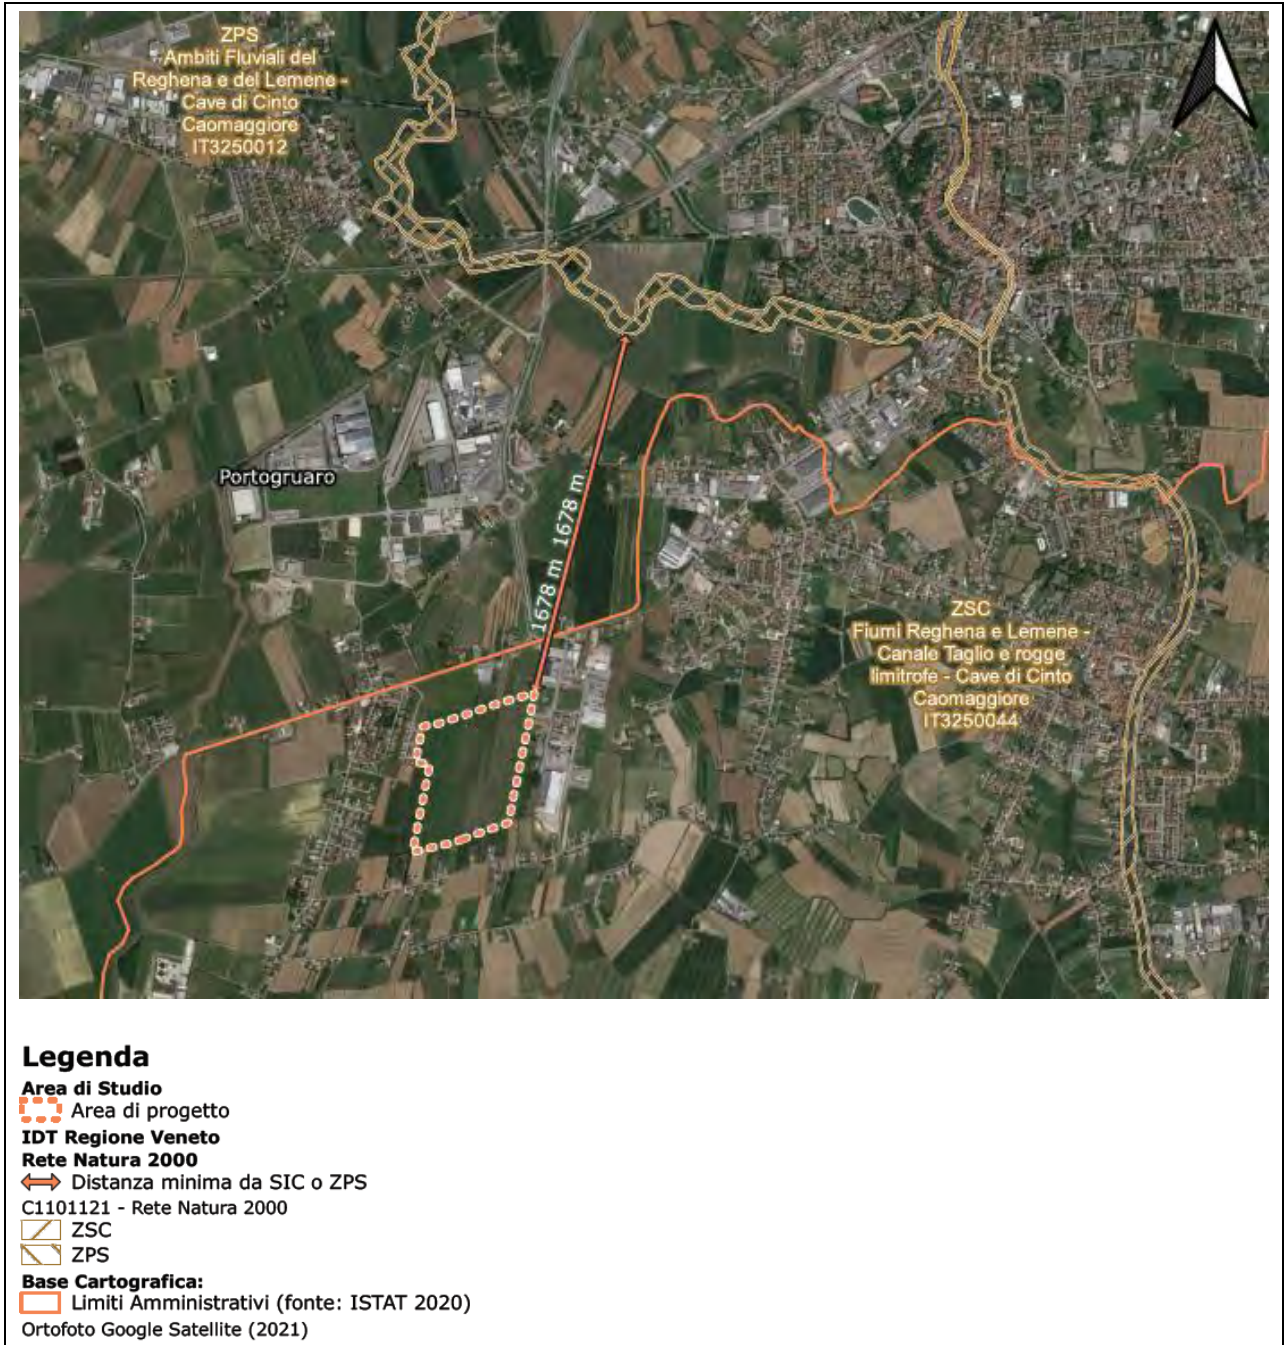 ZPS
Ambiti Fluviali del
Reghena e del Lemene -
Cave di Cinto
Caomaggiore
IT3250012
Portogruaro
1678 m 1678 m
ZSC
Fiumi Reghena e Lemene -
Canale Taglio e rogge
limitrofe - Cave di Cinto
Caomaggiore
IT3250044
Legenda
Area di Studio
Area di progetto
IDT Regione Veneto
Rete Natura 2000
Distanza minima da SIC o ZPS
C1101121 - Rete Natura 2000
ZSC
ZPS
Base Cartografica:
Limiti Amministrativi (fonte: ISTAT 2020)
Ortofoto Google Satellite (2021)